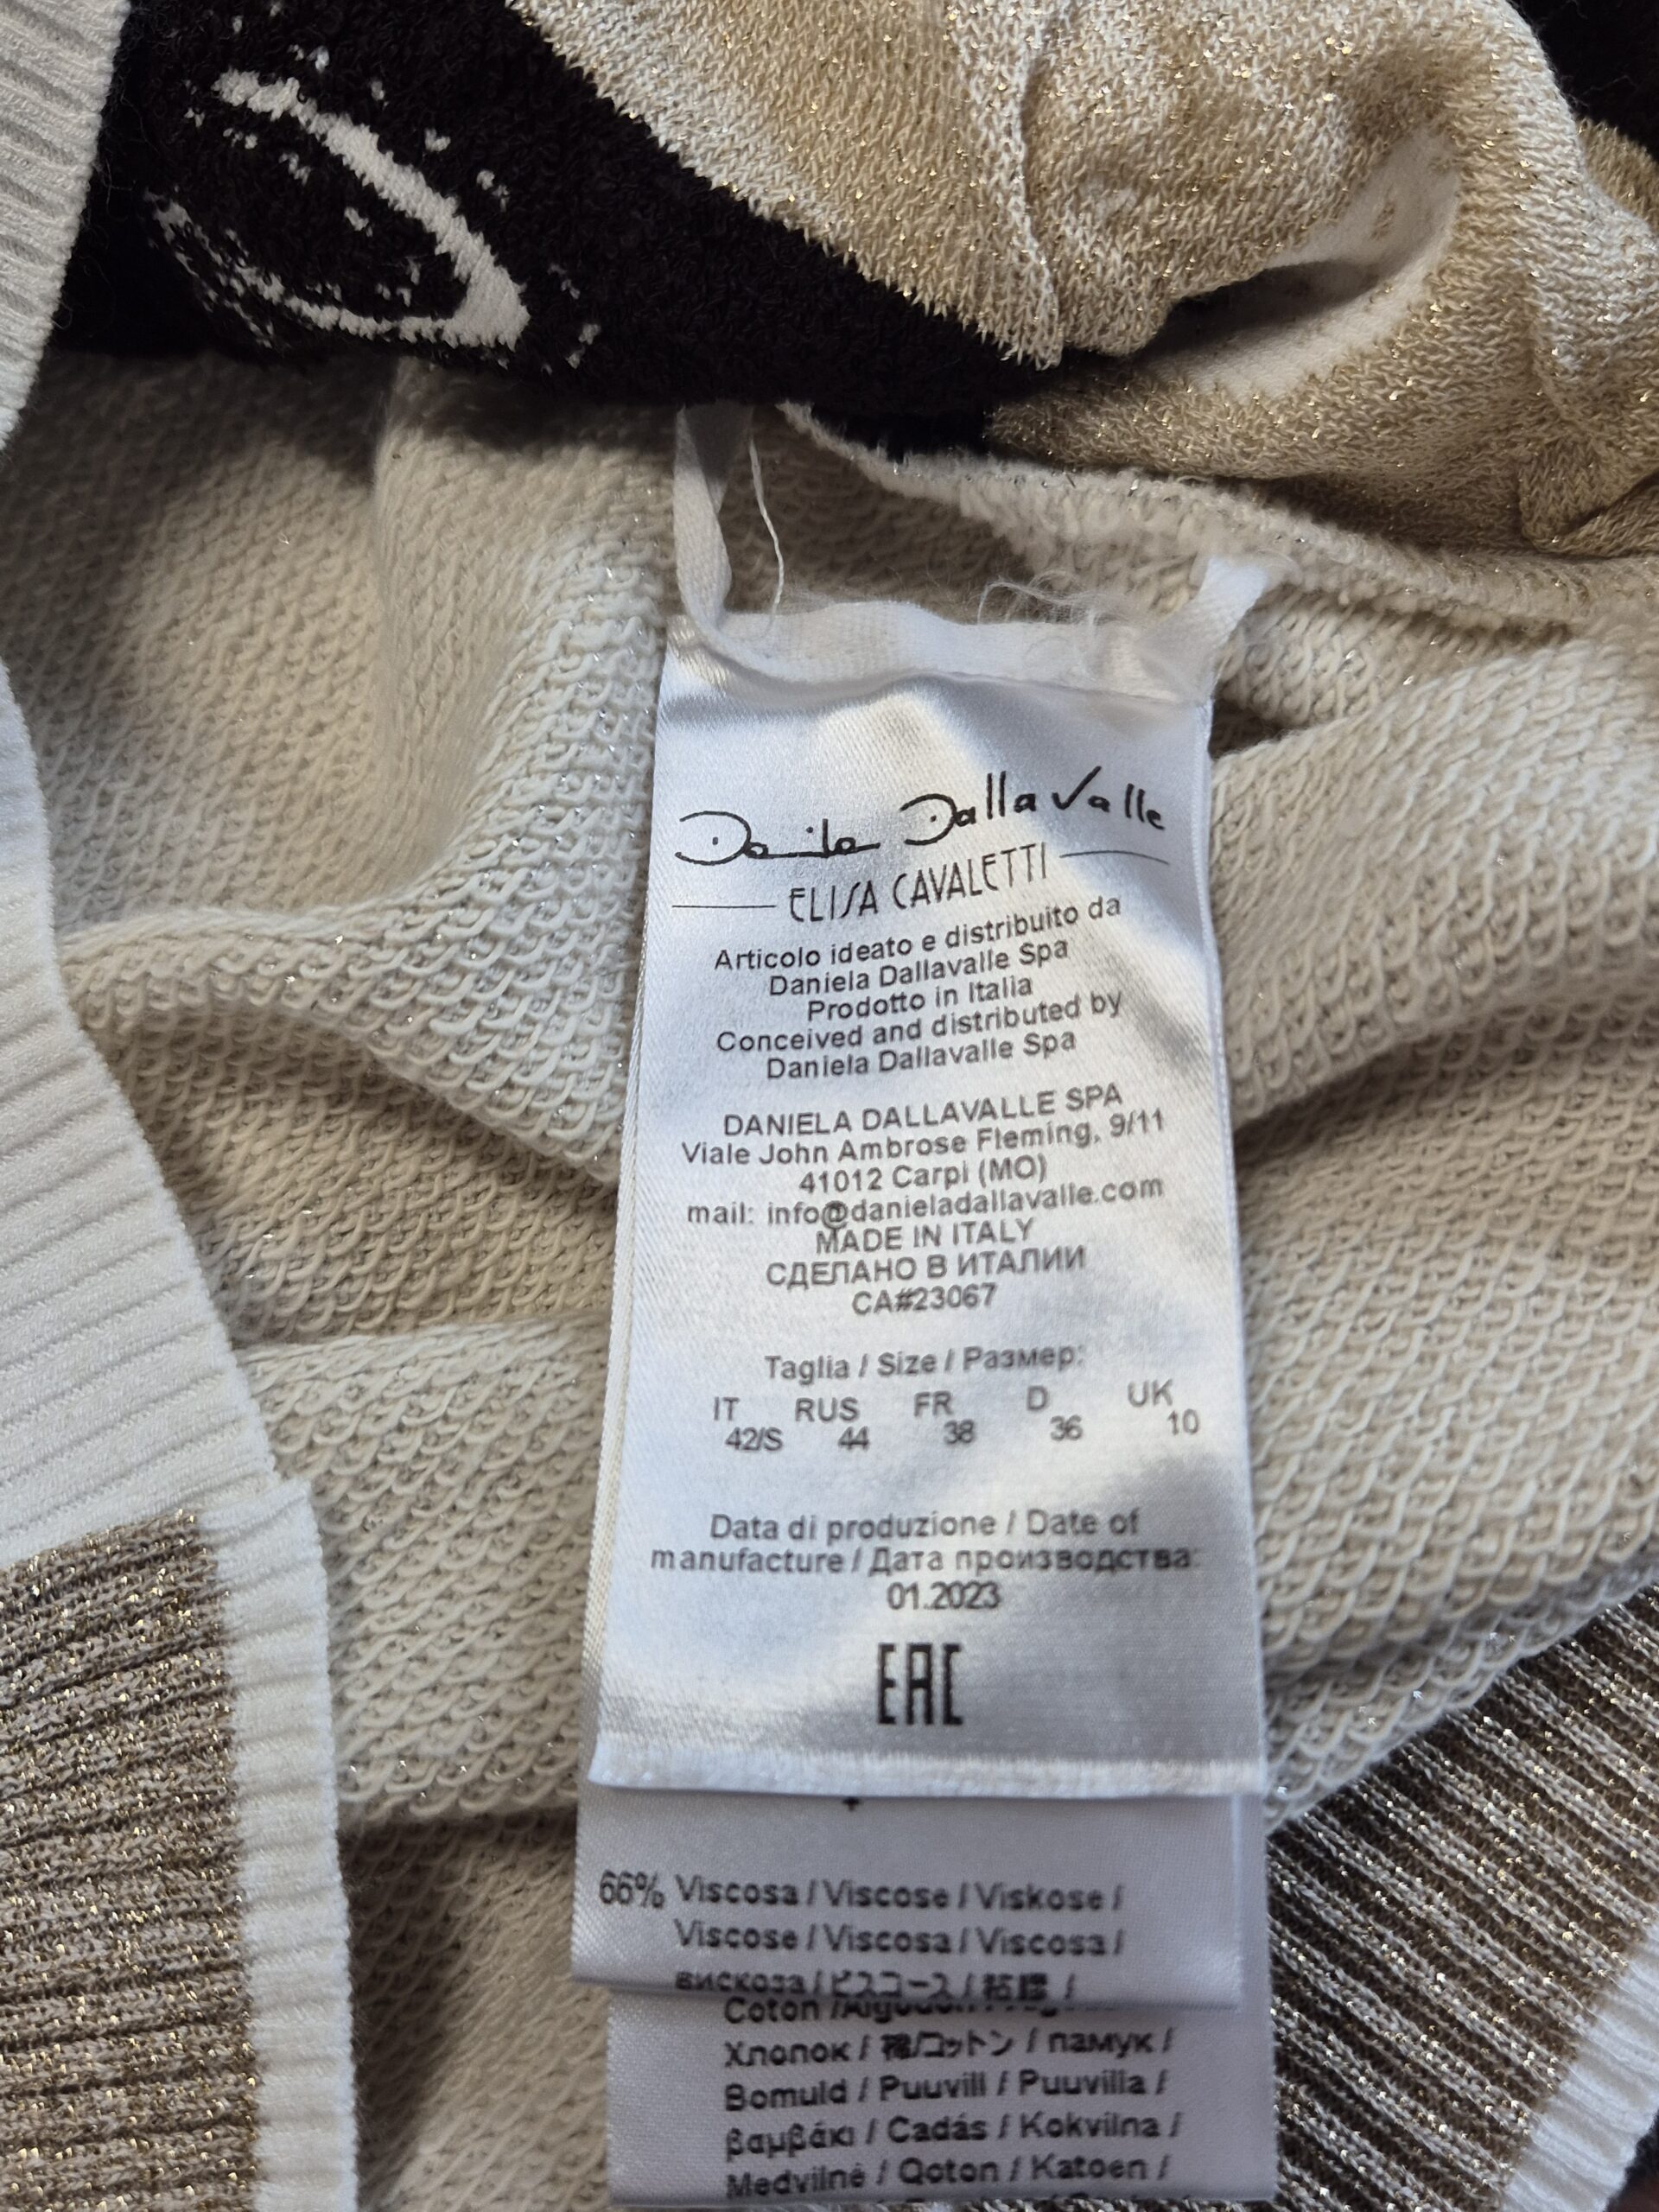 Daniela Dallavalle
ELISA CAVALETTI
Articolo ideato e distribuito da
Daniela Dallavalle Spa
Prodotto in Italia
Conceived and distributed by
Daniela Dallavalle Spa
DANIELA DALLAVALLE SPA
Viale John Ambrose Fleming, 9/11
41012 Carpi (MO)
mail: info@danieladallavalle.com
MADE IN ITALY
СДЕЛАНО В ИТАЛИИ
CA#23067
Taglia / Size / Размер:
IT RUS FR D UK
42/S 44 38 36 10
Data di produzione / Date of
manufacture / Дата производства:
01.2023
EAC
66% Viscosa / Viscose / Viskose /
Viscose / Viscosa / Viscosa /
вискоза / ビスコース / 粘膠 /
Coton / Algodón /
Хлопок / 棉/コットン / памук /
Bomuld / Puuvill / Puuvilla /
βαμβάκι / Cadás / Kokvilna /
Medvilné / Qoton / Katoen /